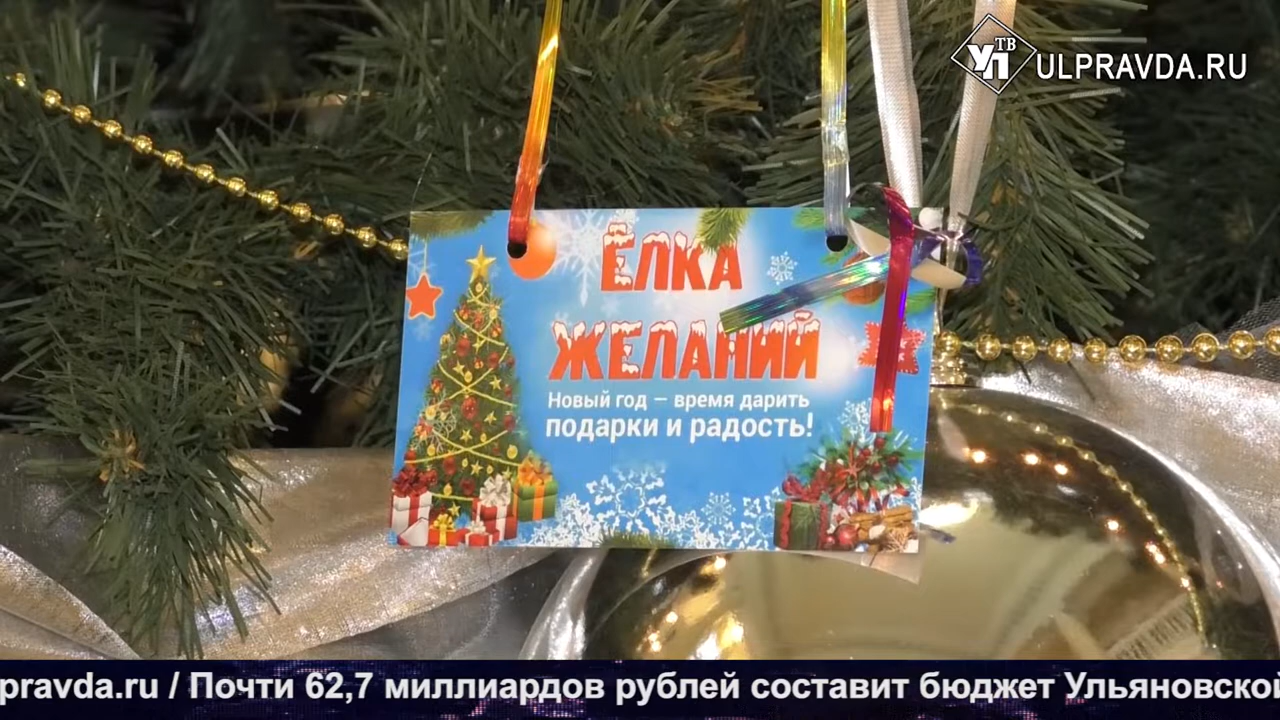 УП ТВ ULPRAVDA.RU
ЁЛКА
ЖЕЛАНИЙ
Новый год – время дарить
подарки и радость!
pravda.ru / Почти 62,7 миллиардов рублей составит бюджет Ульяновской